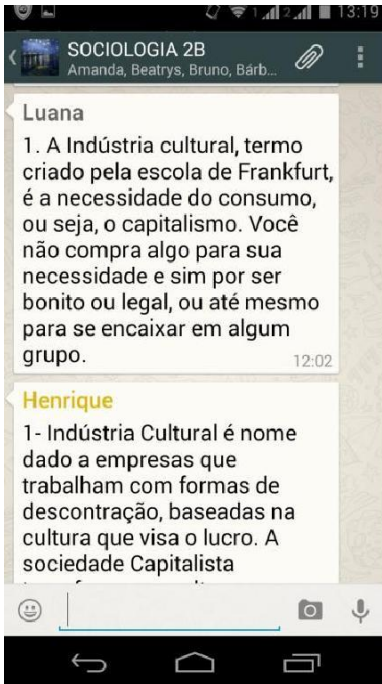 1 2 13:19
SOCIOLOGIA 2B
Amanda, Beatrys, Bruno, Bárb...
Luana
1. A Indústria cultural, termo
criado pela escola de Frankfurt,
é a necessidade do consumo,
ou seja, o capitalismo. Você
não compra algo para sua
necessidade e sim por ser
bonito ou legal, ou até mesmo
para se encaixar em algum
grupo.
12:02
Henrique
1- Indústria Cultural é nome
dado a empresas que
trabalham com formas de
descontração, baseadas na
cultura que visa o lucro. A
sociedade Capitalista